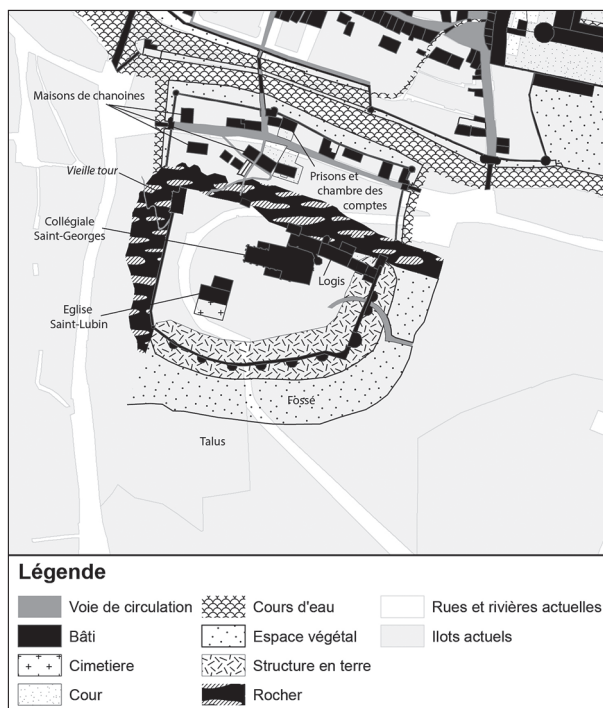 Maisons de chanoines
Prisons et
chambre des
comptes
Vieille tour
Collégiale
Saint-Georges
Logis
Eglise
Saint-Lubin
Fossé
Talus
Légende
Voie de circulation
Bâti
Cimetiere
Cour
Cours d'eau
Espace végétal
Structure en terre
Rocher
Rues et rivières actuelles
Ilots actuels